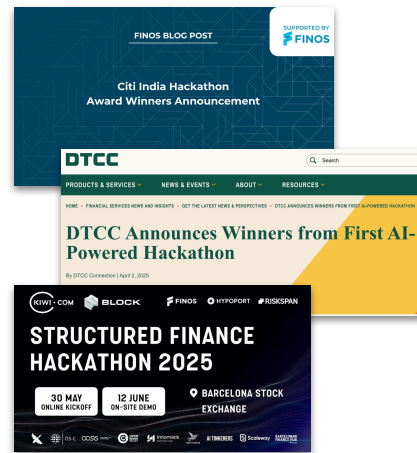 SUPPORTED BY
FINOS
FINOS BLOG POST
Citi India Hackathon
Award Winners Announcement
DTCC
Search
PRODUCTS & SERVICES
NEWS & EVENTS
ABOUT
RESOURCES
HOME > FINANCIAL SERVICES NEWS AND INSIGHTS > GET THE LATEST NEWS & PERSPECTIVES > DTCC ANNOUNCES WINNERS FROM FIRST AI-POWERED HACKATHON
DTCC Announces Winners from First AI-
Powered Hackathon
By DTCC Connection | April 2, 2025
KIWI·COM BLOCK FINOS HYPOPORT RISKSPAN
STRUCTURED FINANCE
HACKATHON 2025
30 MAY
ONLINE KICKOFF
12 JUNE
ON-SITE DEMO
BARCELONA STOCK
EXCHANGE
Innomads AI TINKERERS Scaleway